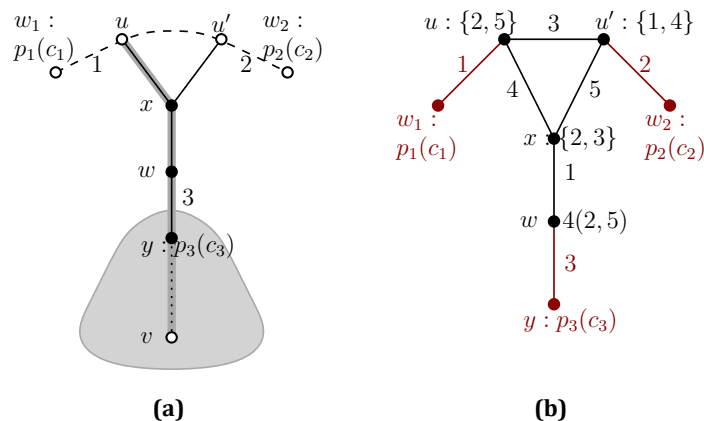 w₁ :
p₁(c₁)
u
u′
w₂ :
p₂(c₂)
1
2
x
w
3
y : p₃(c₃)
v
(a)
u : {2, 5}
3
u′ : {1, 4}
1
4
5
2
w₁ :
p₁(c₁)
x : {2, 3}
w₂ :
p₂(c₂)
1
w
4(2, 5)
3
y : p₃(c₃)
(b)